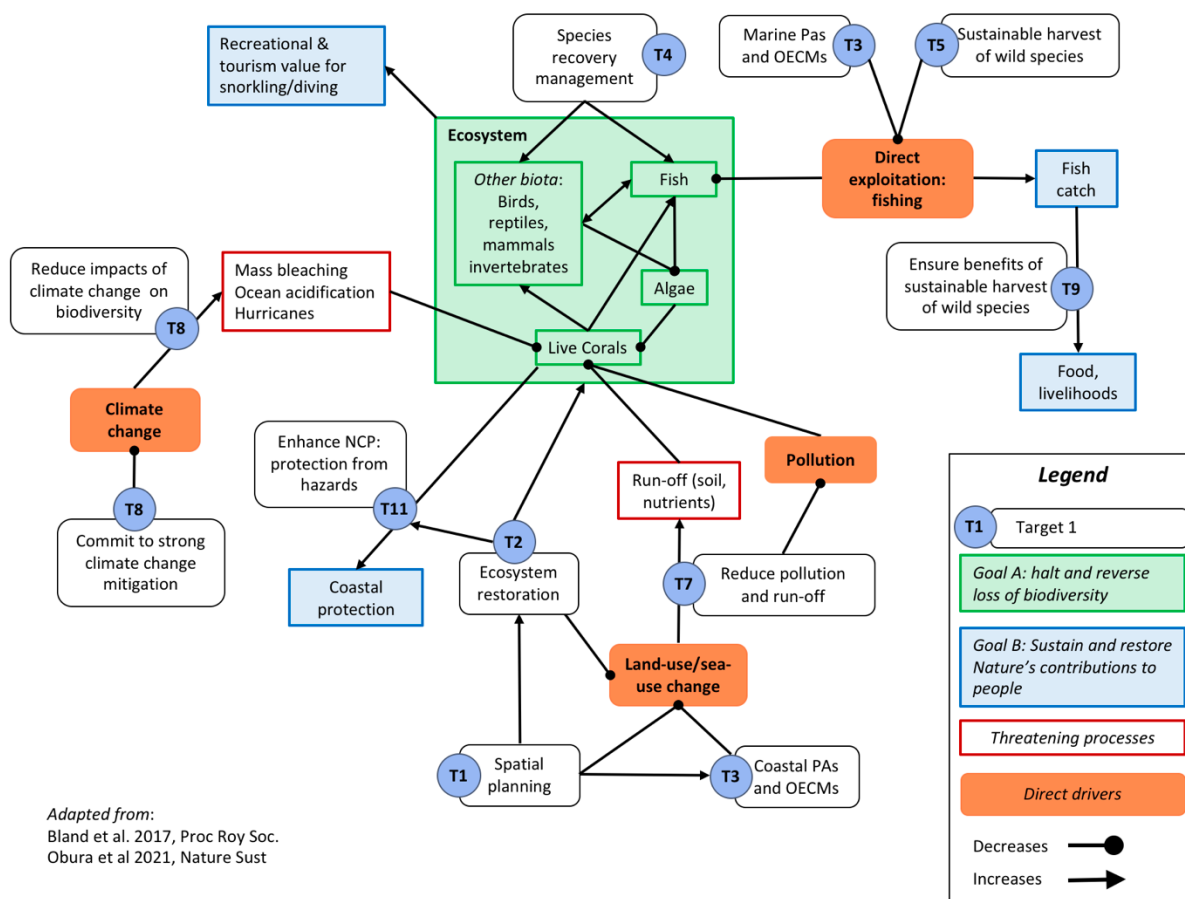 Recreational &
tourism value for
snorkling/diving
Species
recovery
management
T4
Marine Pas
and OECMs
T3
T5
Sustainable harvest
of wild species
Ecosystem
Other biota:
Birds,
reptiles,
mammals
invertebrates
Fish
Algae
Live Corals
Direct
exploitation:
fishing
Fish
catch
Ensure benefits of
sustainable harvest
of wild species
T9
Food,
livelihoods
Reduce impacts of
climate change on
biodiversity
T8
Mass bleaching
Ocean acidification
Hurricanes
Climate
change
T8
Commit to strong
climate change
mitigation
Enhance NCP:
protection from
hazards
T11
Coastal
protection
T2
Ecosystem
restoration
Run-off (soil,
nutrients)
Pollution
T7
Reduce pollution
and run-off
Land-use/sea-
use change
T1
Spatial
planning
T3
Coastal PAs
and OECMs
Legend
T1
Target 1
Goal A: halt and reverse
loss of biodiversity
Goal B: Sustain and restore
Nature's contributions to
people
Threatening processes
Direct drivers
Decreases
Increases
Adapted from:
Bland et al. 2017, Proc Roy Soc.
Obura et al 2021, Nature Sust